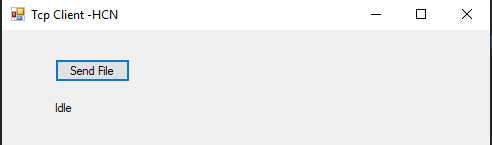 Tcp Client -HCN
Send File
Idle